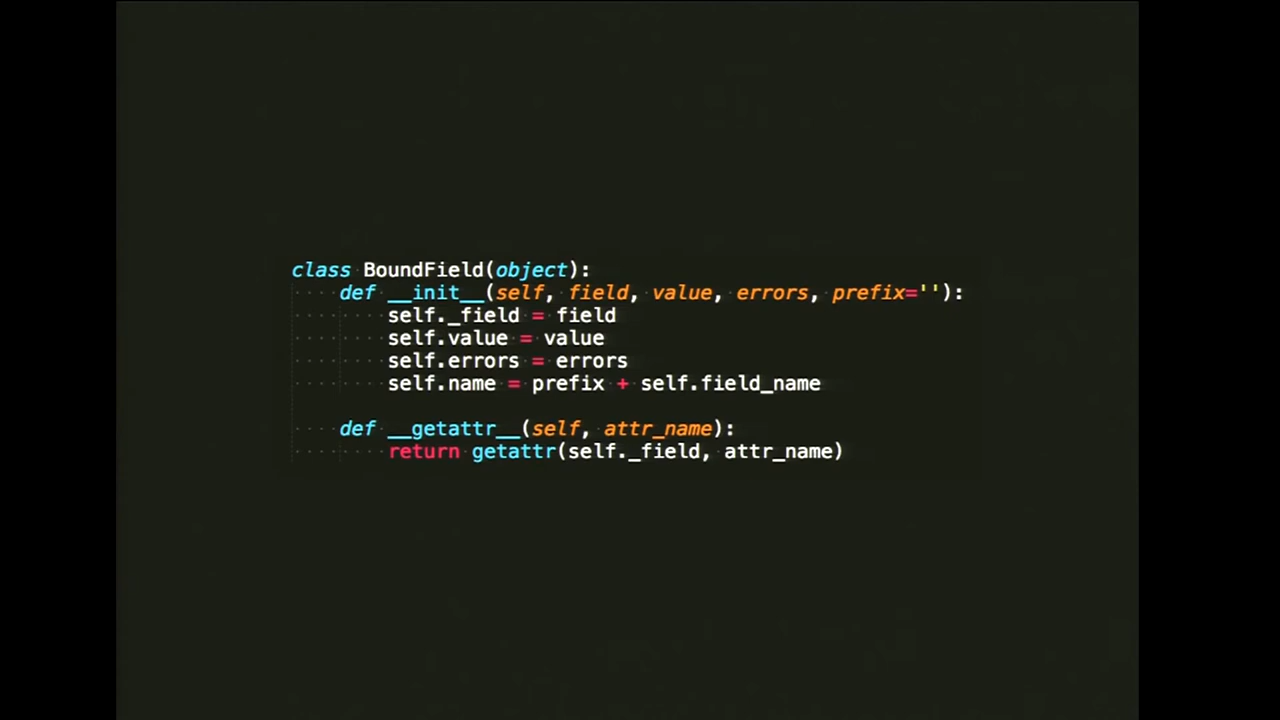 class BoundField(object):
    def __init__(self, field, value, errors, prefix=''):
        self._field = field
        self.value = value
        self.errors = errors
        self.name = prefix + self.field_name

    def __getattr__(self, attr_name):
        return getattr(self._field, attr_name)